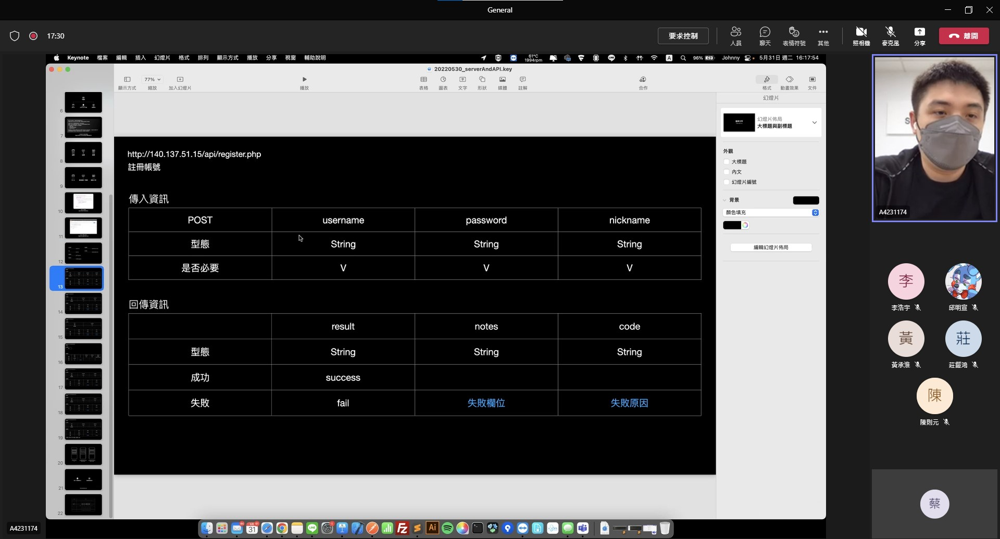 General
17:30
要求控制
人員
聊天
表情符號
其他
照相機
麥克風
分享
離開
Keynote 檔案 編輯 插入 幻燈片 格式 排列 顯示方式 播放 分享 視窗 輔助說明
61°C
1994rpm
A
96%
Johnny
5月31日 週二 16:17:54
20220530_serverAndAPI.key
77%
顯示方式 縮放 加入幻燈片 播放 表格 圖表 文字 形狀 媒體 註解 合作 格式 動畫效果 文件
6
7
8
9
10
11
12
13
14
15
16
17
18
19
20
21
22
http://140.137.51.15/api/register.php
註冊帳號
傳入資訊
POST username password nickname
型態 String String String
是否必要 V V V
回傳資訊
result notes code
型態 String String String
成功 success
失敗 fail 失敗欄位 失敗原因
幻燈片
幻燈片佈局
大標題與副標題
外觀
大標題
內文
幻燈片編號
背景
顏色填充
編輯幻燈片佈局
A4231174
李
李浩宇
邱明宣
黃
黃承淮
莊
莊鎧鴻
陳
陳則元
蔡
A4231174
31
LINE
Fz
Ai